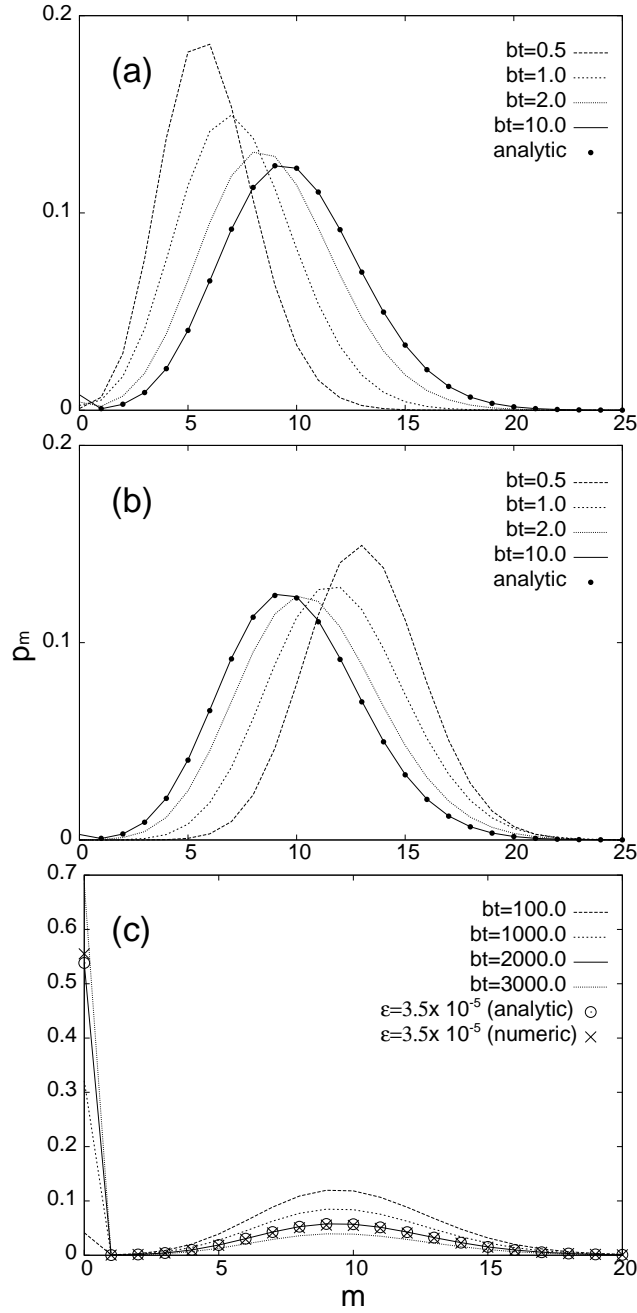 0.2
(a)
bt=0.5
bt=1.0
bt=2.0
bt=10.0
analytic
0.1
0
0 5 10 15 20 25
0.2
(b)
bt=0.5
bt=1.0
bt=2.0
bt=10.0
analytic
0.1
pm
0
0 5 10 15 20 25
0.7
(c)
bt=100.0
bt=1000.0
bt=2000.0
bt=3000.0
ε=3.5x 10⁻⁵ (analytic)
ε=3.5x 10⁻⁵ (numeric)
0.6
0.5
0.4
0.3
0.2
0.1
0
0 5 10 15 20
m